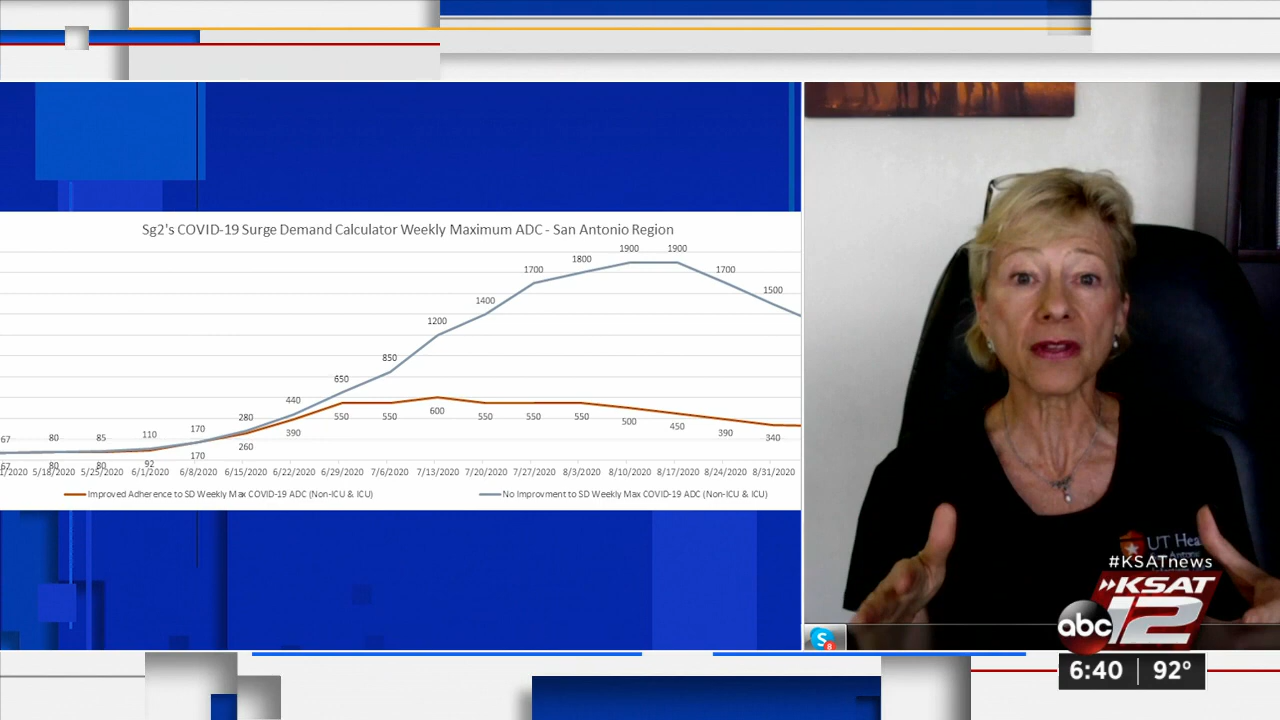 Sg2's COVID-19 Surge Demand Calculator Weekly Maximum ADC - San Antonio Region
1900 1900
1800
1700 1700
1500
1400
1200
850
650
440
280
170
110
67 80 85
550 550 600 550 550 550 500 450 390 340
390
260
170
92
67 80 80
1/2020 5/18/2020 5/25/2020 6/1/2020 6/8/2020 6/15/2020 6/22/2020 6/29/2020 7/6/2020 7/13/2020 7/20/2020 7/27/2020 8/3/2020 8/10/2020 8/17/2020 8/24/2020 8/31/2020
Improved Adherence to SD Weekly Max COVID-19 ADC (Non-ICU & ICU) No Improvment to SD Weekly Max COVID-19 ADC (Non-ICU & ICU)
UT Hea
#KSATnews
KSAT
abc 12
S
8
6:40 92°